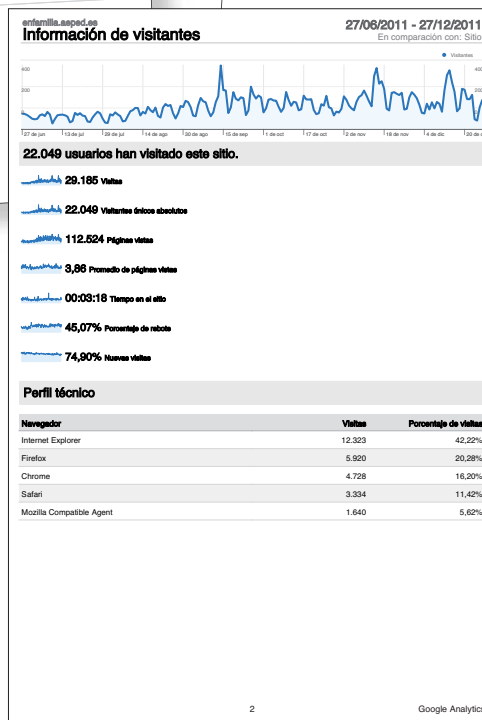 enfamilia.aeped.es
Información de visitantes
27/06/2011 - 27/12/2011
En comparación con: Sitio
Visitantes
400 400
200 200
27 de jun 13 de jul 29 de jul 14 de ago 30 de ago 15 de sep 1 de oct 17 de oct 2 de nov 18 de nov 4 de dic 20 de
22.049 usuarios han visitado este sitio.
29.185 Visitas
22.049 Visitantes únicos absolutos
112.524 Páginas vistas
3,86 Promedio de páginas vistas
00:03:18 Tiempo en el sitio
45,07% Porcentaje de rebote
74,90% Nuevas visitas
Perfil técnico
Navegador Visitas Porcentaje de visitas
Internet Explorer 12.323 42,22%
Firefox 5.920 20,28%
Chrome 4.728 16,20%
Safari 3.334 11,42%
Mozilla Compatible Agent 1.640 5,62%
2 Google Analytics